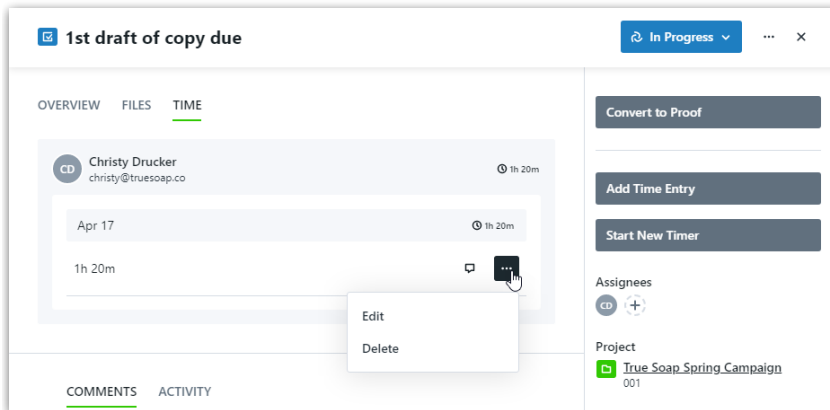 1st draft of copy due
In Progress
OVERVIEW FILES TIME
Convert to Proof
CD Christy Drucker
christy@truesoap.co
1h 20m
Add Time Entry
Apr 17 1h 20m
Start New Timer
1h 20m
Assignees
CD
Edit
Delete
Project
True Soap Spring Campaign
001
COMMENTS ACTIVITY